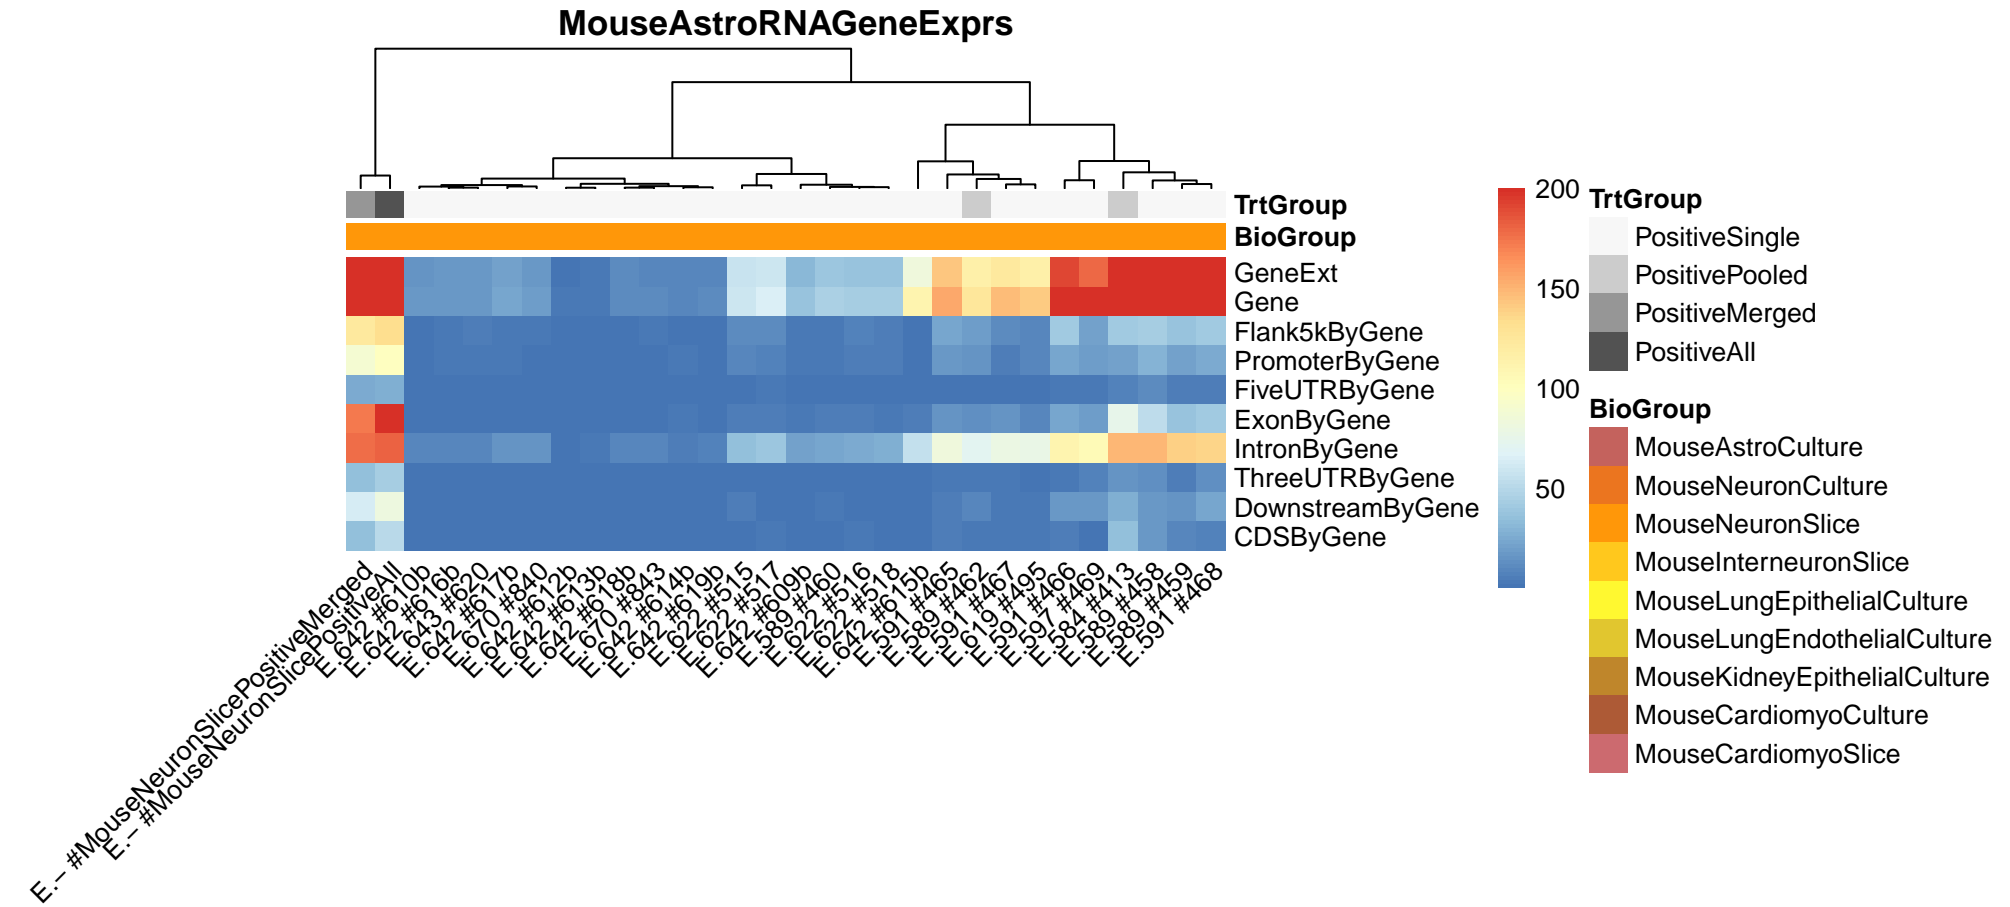 MouseAstroRNAGeneExprs
TrtGroup
BioGroup
GeneExt
Gene
Flank5kByGene
PromoterByGene
FiveUTRByGene
ExonByGene
IntronByGene
ThreeUTRByGene
DownstreamByGene
CDSByGene
E.– #MouseNeuronSlicePositiveMerged
E.– #MouseNeuronSlicePositiveAll
E.642 #610b
E.642 #616b
E.643 #620
E.642 #617b
E.670 #840
E.642 #612b
E.642 #613b
E.642 #618b
E.670 #843
E.642 #614b
E.642 #619b
E.622 #515
E.622 #517
E.642 #609b
E.589 #460
E.622 #516
E.622 #518
E.642 #615b
E.591 #465
E.589 #462
E.591 #467
E.619 #495
E.591 #466
E.597 #469
E.584 #413
E.589 #458
E.589 #459
E.591 #468
200
150
100
50
TrtGroup
PositiveSingle
PositivePooled
PositiveMerged
PositiveAll
BioGroup
MouseAstroCulture
MouseNeuronCulture
MouseNeuronSlice
MouseInterneuronSlice
MouseLungEpithelialCulture
MouseLungEndothelialCulture
MouseKidneyEpithelialCulture
MouseCardiomyoCulture
MouseCardiomyoSlice